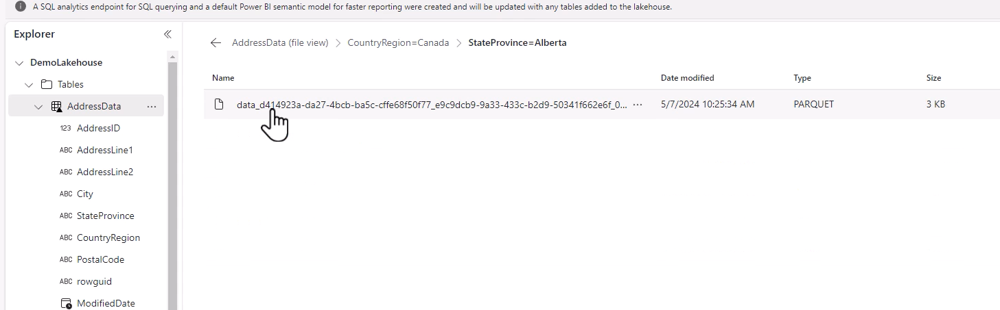 A SQL analytics endpoint for SQL querying and a default Power BI semantic model for faster reporting were created and will be updated with any tables added to the lakehouse.
Explorer
DemoLakehouse
Tables
AddressData ...
123 AddressID
ABC AddressLine1
ABC AddressLine2
ABC City
ABC StateProvince
ABC CountryRegion
ABC PostalCode
ABC rowguid
ModifiedDate
AddressData (file view) > CountryRegion=Canada > StateProvince=Alberta
Name Date modified Type Size
data_d414923a-da27-4bcb-ba5c-cffe68f50f77_e9c9dcb9-9a33-433c-b2d9-50341f662e6f_0... ... 5/7/2024 10:25:34 AM PARQUET 3 KB